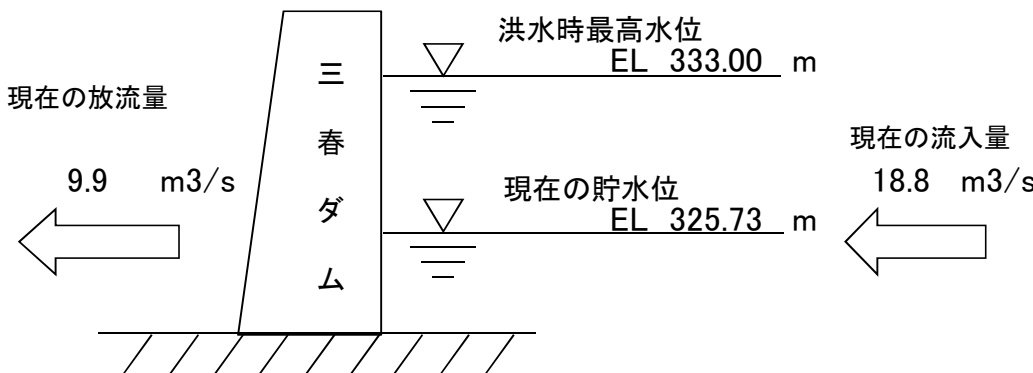 洪水時最高水位
EL 333.00 m
三春ダム
現在の放流量
9.9 m3/s
現在の流入量
18.8 m3/s
現在の貯水位
EL 325.73 m